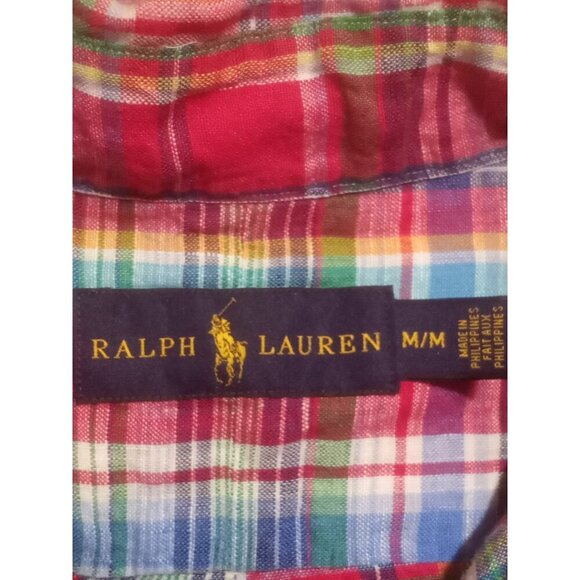 RALPH LAUREN
M/M
MADE IN
PHILIPPINES
FAIT AUX
PHILIPPINES